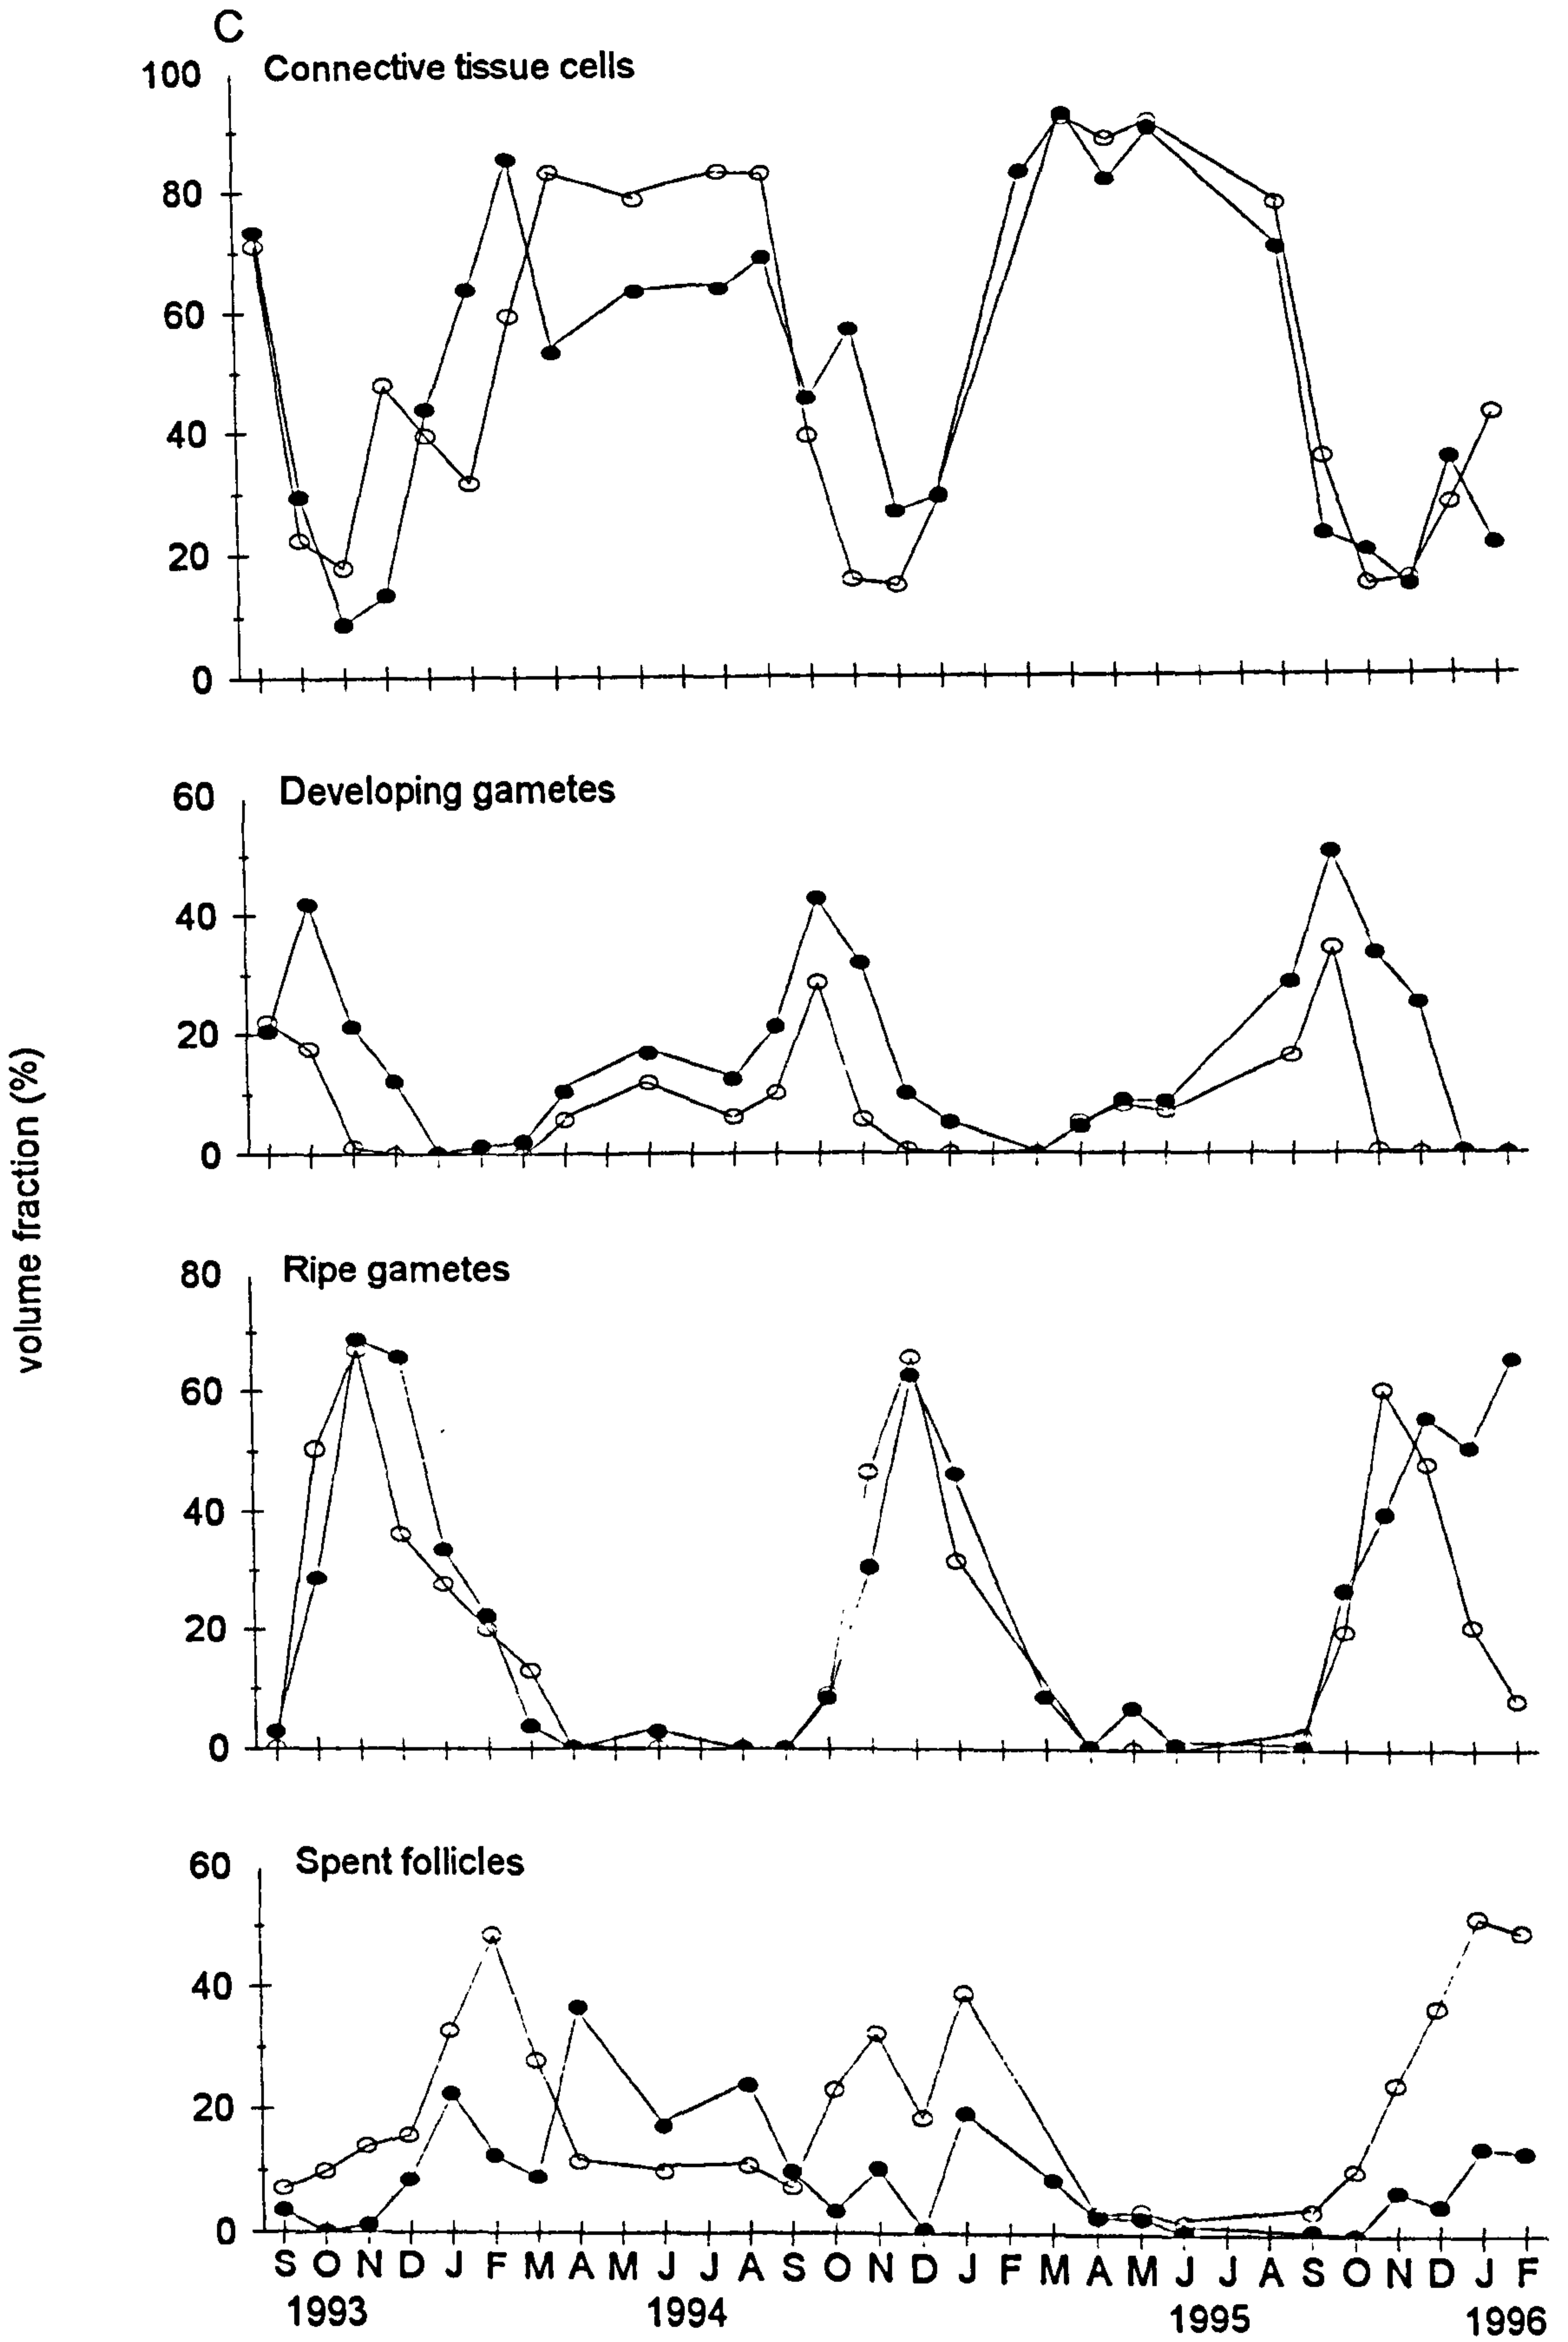 C
Connective tissue cells
100
80
60
40
20
0
Developing gametes
60
40
20
0
volume fraction (%)
Ripe gametes
80
60
40
20
0
Spent follicles
60
40
20
0
S O N D J F M A M J J A S O N D J F M A M J J A S O N D J F
1993 1994 1995 1996